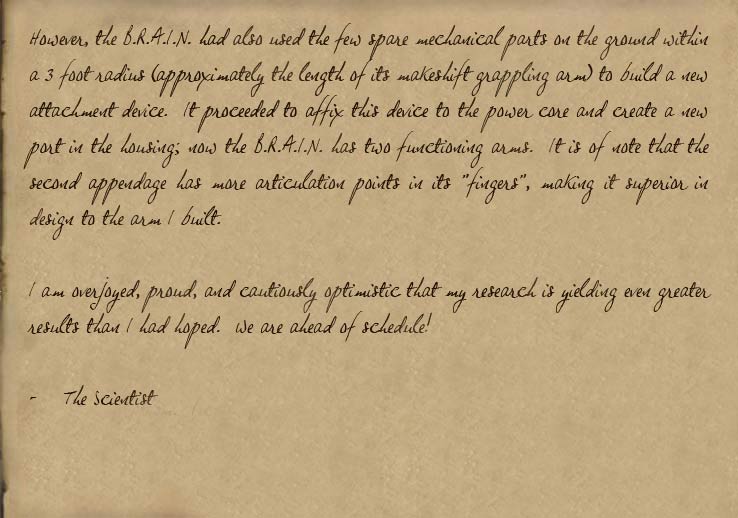 However, the B.R.A.I.N. had also used the few spare mechanical parts on the ground within
a 3 foot radius (approximately the length of its makeshift grappling arm) to build a new
attachment device. It proceeded to affix this device to the power core and create a new
port in the housing; now the B.R.A.I.N. has two functioning arms. It is of note that the
second appendage has more articulation points in its "fingers", making it superior in
design to the arm I built.
I am overjoyed, proud, and cautiously optimistic that my research is yielding even greater
results than I had hoped. We are ahead of schedule!
- The Scientist